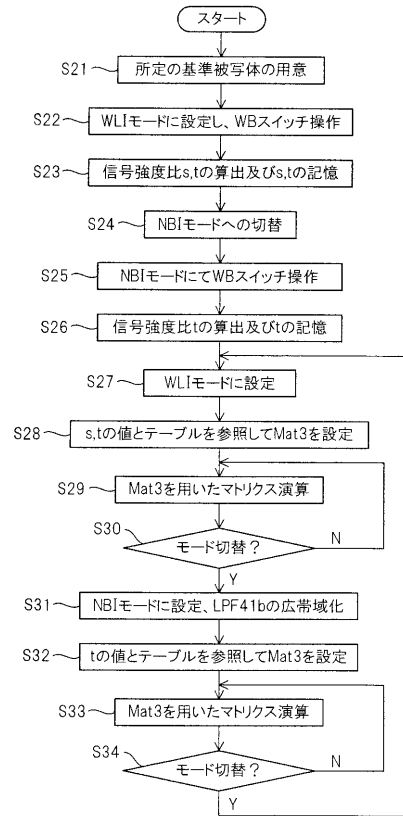 スタート
S21 所定の基準被写体の用意
S22 WLIモードに設定し、WBスイッチ操作
S23 信号強度比s,tの算出及びs,tの記憶
S24 NBIモードへの切替
S25 NBIモードにてWBスイッチ操作
S26 信号強度比tの算出及びtの記憶
S27 WLIモードに設定
S28 s,tの値とテーブルを参照してMat3を設定
S29 Mat3を用いたマトリクス演算
S30 モード切替? N
Y
S31 NBIモードに設定、LPF41bの広帯域化
S32 tの値とテーブルを参照してMat3を設定
S33 Mat3を用いたマトリクス演算
S34 モード切替? N
Y